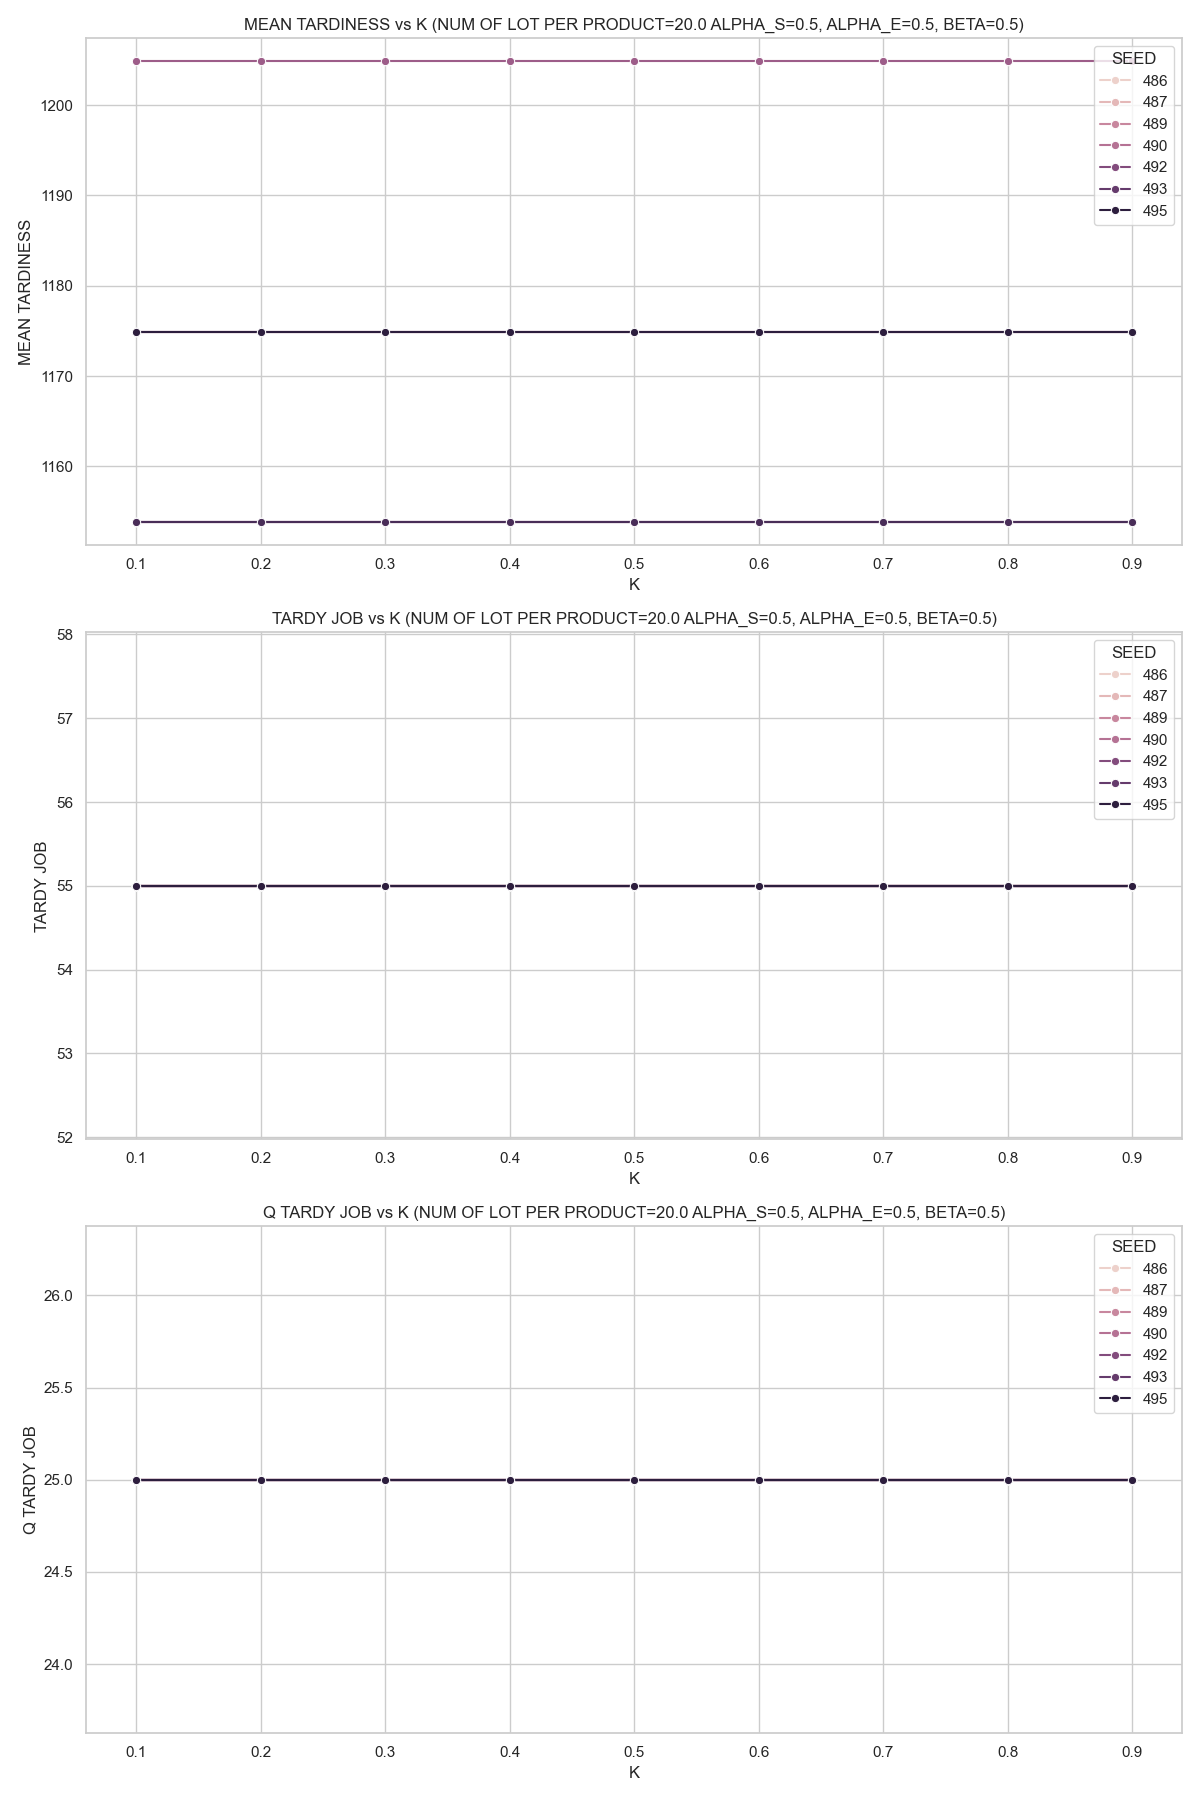 MEAN TARDINESS vs K (NUM OF LOT PER PRODUCT=20.0 ALPHA_S=0.5, ALPHA_E=0.5, BETA=0.5)
SEED
486
487
489
490
492
493
495
1200
1190
1180
1170
1160
MEAN TARDINESS
0.1 0.2 0.3 0.4 0.5 0.6 0.7 0.8 0.9
K
TARDY JOB vs K (NUM OF LOT PER PRODUCT=20.0 ALPHA_S=0.5, ALPHA_E=0.5, BETA=0.5)
SEED
486
487
489
490
492
493
495
58
57
56
55
54
53
52
TARDY JOB
0.1 0.2 0.3 0.4 0.5 0.6 0.7 0.8 0.9
K
Q TARDY JOB vs K (NUM OF LOT PER PRODUCT=20.0 ALPHA_S=0.5, ALPHA_E=0.5, BETA=0.5)
SEED
486
487
489
490
492
493
495
26.0
25.5
25.0
24.5
24.0
Q TARDY JOB
0.1 0.2 0.3 0.4 0.5 0.6 0.7 0.8 0.9
K